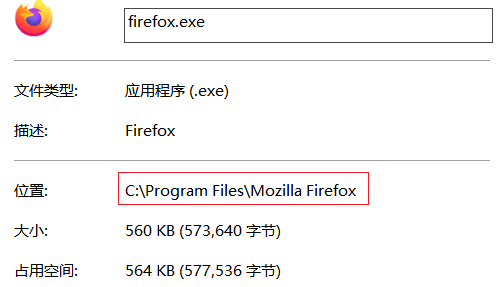 firefox.exe
文件类型: 应用程序 (.exe)
描述: Firefox
位置: C:\Program Files\Mozilla Firefox
大小: 560 KB (573,640 字节)
占用空间: 564 KB (577,536 字节)